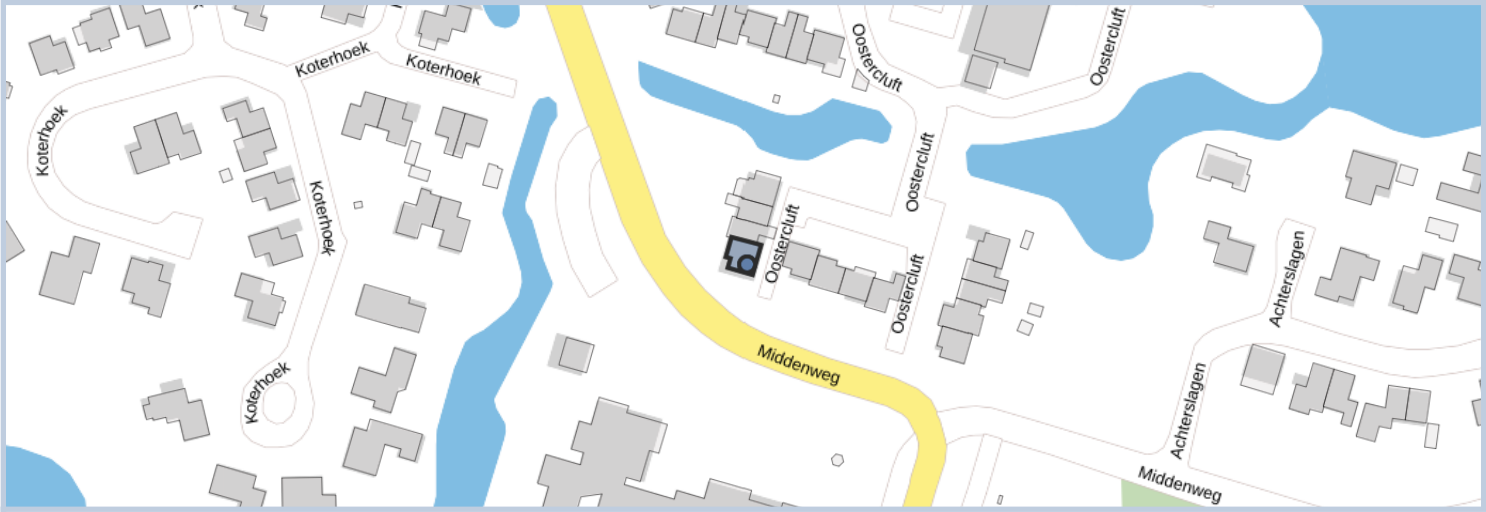 Koterhoek
Koterhoek
Oostercluft
Oostercluft
Koterhoek
Oostercluft
Koterhoek
Oostercluft
Oostercluft
Achterslagen
Middenweg
Koterhoek
Achterslagen
Middenweg